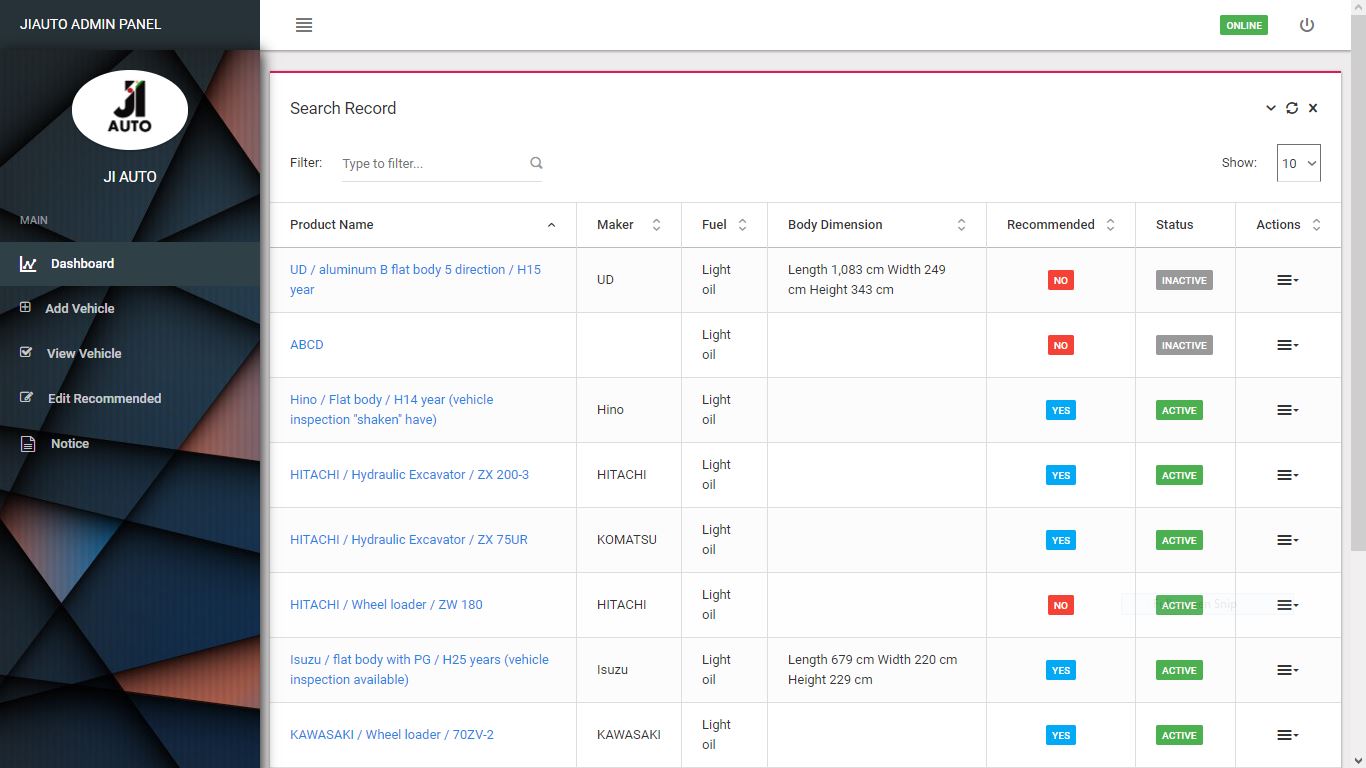 JIAUTO ADMIN PANEL
ONLINE
JI
AUTO
JI AUTO
MAIN
Dashboard
Add Vehicle
View Vehicle
Edit Recommended
Notice
Search Record
Filter: Type to filter... Show: 10
Product Name Maker Fuel Body Dimension Recommended Status Actions
UD / aluminum B flat body 5 direction / H15
year
UD
Light
oil
Length 1,083 cm Width 249
cm Height 343 cm
NO
INACTIVE
ABCD
Light
oil
NO
INACTIVE
Hino / Flat body / H14 year (vehicle
inspection "shaken" have)
Hino
Light
oil
YES
ACTIVE
HITACHI / Hydraulic Excavator / ZX 200-3
HITACHI
Light
oil
YES
ACTIVE
HITACHI / Hydraulic Excavator / ZX 75UR
KOMATSU
Light
oil
YES
ACTIVE
HITACHI / Wheel loader / ZW 180
HITACHI
Light
oil
NO
ACTIVE
Snip
Isuzu / flat body with PG / H25 years (vehicle
inspection available)
Isuzu
Light
oil
Length 679 cm Width 220 cm
Height 229 cm
YES
ACTIVE
KAWASAKI / Wheel loader / 70ZV-2
KAWASAKI
Light
oil
YES
ACTIVE